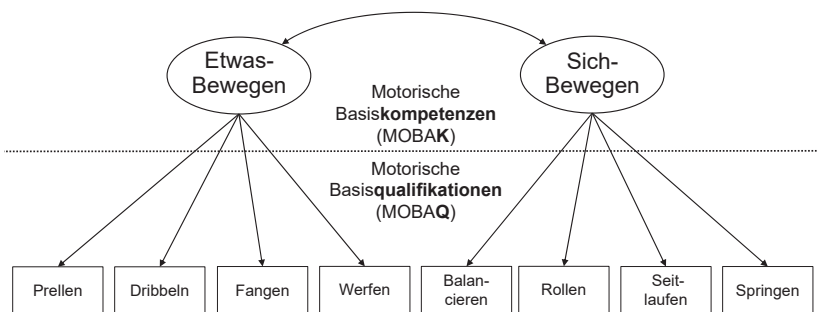 Etwas-
Bewegen
Sich-
Bewegen
Motorische
Basiskompetenzen
(MOBAK)
Motorische
Basisqualifikationen
(MOBAQ)
Prellen
Dribbeln
Fangen
Werfen
Balan-
cieren
Rollen
Seit-
laufen
Springen